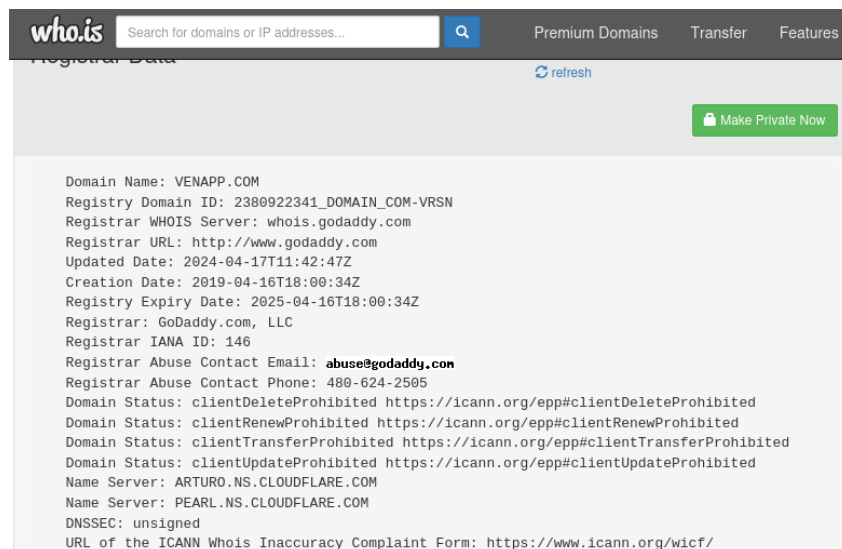 who.is Search for domains or IP addresses... Premium Domains Transfer Features
Registrar Data
refresh
Make Private Now
Domain Name: VENAPP.COM
Registry Domain ID: 2380922341_DOMAIN_COM-VRSN
Registrar WHOIS Server: whois.godaddy.com
Registrar URL: http://www.godaddy.com
Updated Date: 2024-04-17T11:42:47Z
Creation Date: 2019-04-16T18:00:34Z
Registry Expiry Date: 2025-04-16T18:00:34Z
Registrar: GoDaddy.com, LLC
Registrar IANA ID: 146
Registrar Abuse Contact Email: abuse@godaddy.com
Registrar Abuse Contact Phone: 480-624-2505
Domain Status: clientDeleteProhibited https://icann.org/epp#clientDeleteProhibited
Domain Status: clientRenewProhibited https://icann.org/epp#clientRenewProhibited
Domain Status: clientTransferProhibited https://icann.org/epp#clientTransferProhibited
Domain Status: clientUpdateProhibited https://icann.org/epp#clientUpdateProhibited
Name Server: ARTURO.NS.CLOUDFLARE.COM
Name Server: PEARL.NS.CLOUDFLARE.COM
DNSSEC: unsigned
URL of the ICANN Whois Inaccuracy Complaint Form: https://www.icann.org/wicf/